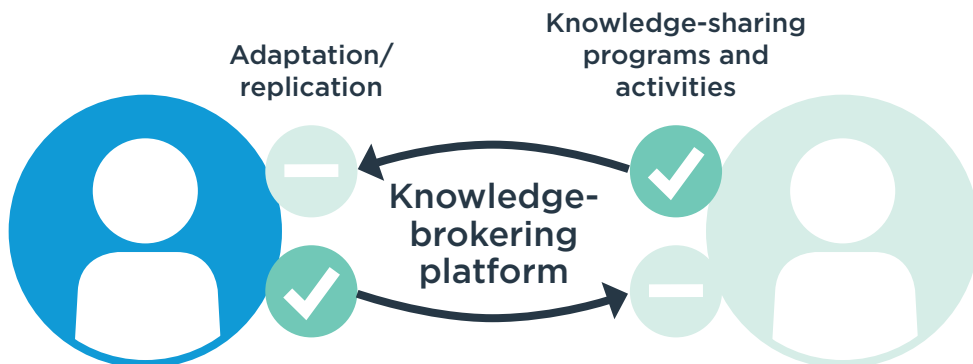 Adaptation/
replication
Knowledge-sharing
programs and
activities
Knowledge-
brokering
platform